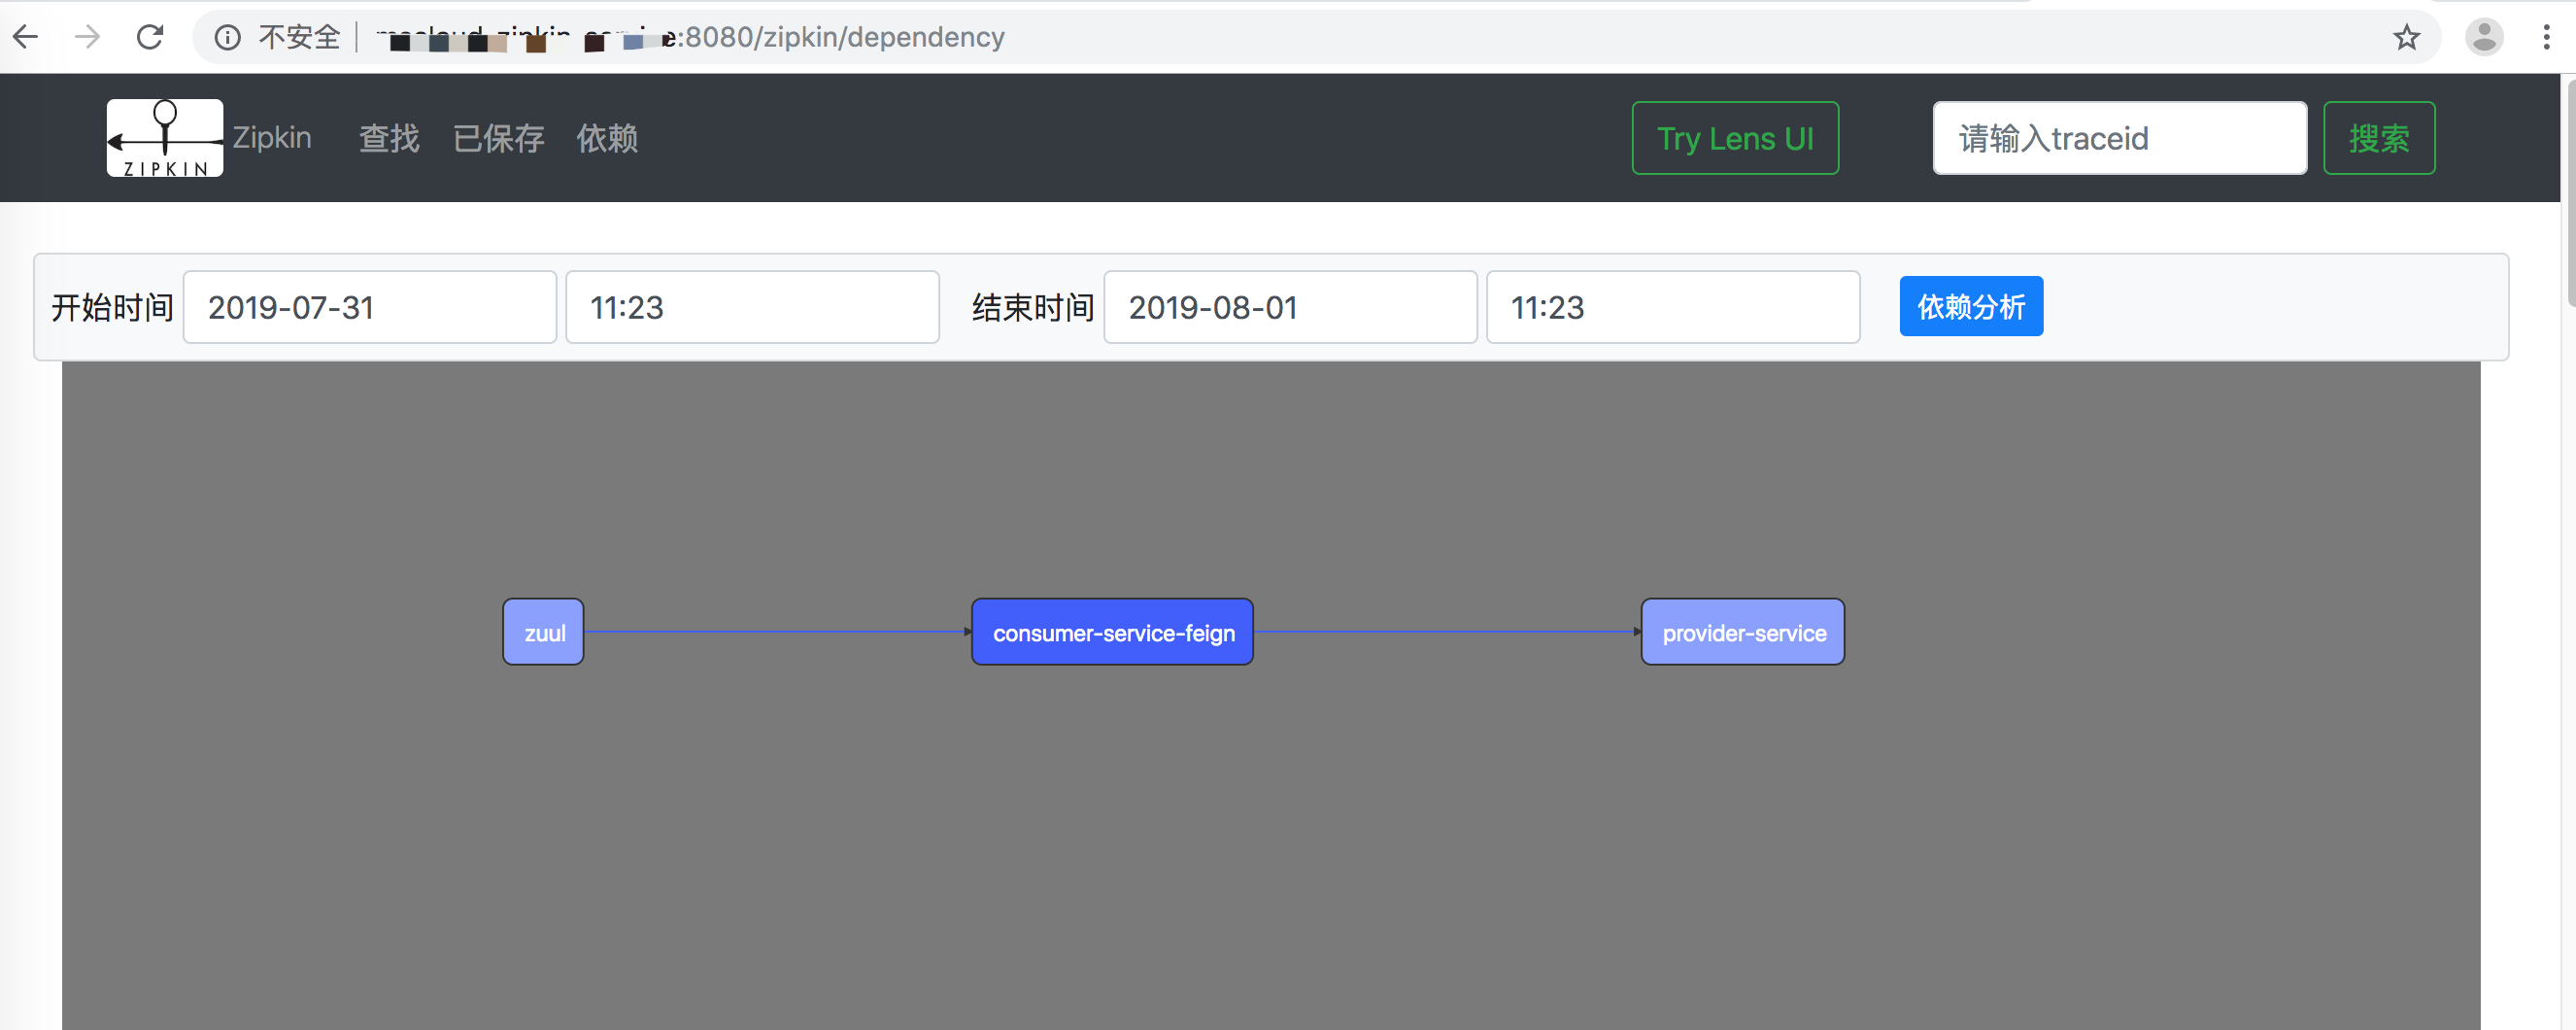 不安全 :8080/zipkin/dependency
ZIPKIN Zipkin 查找 已保存 依赖 Try Lens UI 请输入traceid 搜索
开始时间 2019-07-31 11:23 结束时间 2019-08-01 11:23 依赖分析
zuul consumer-service-feign provider-service